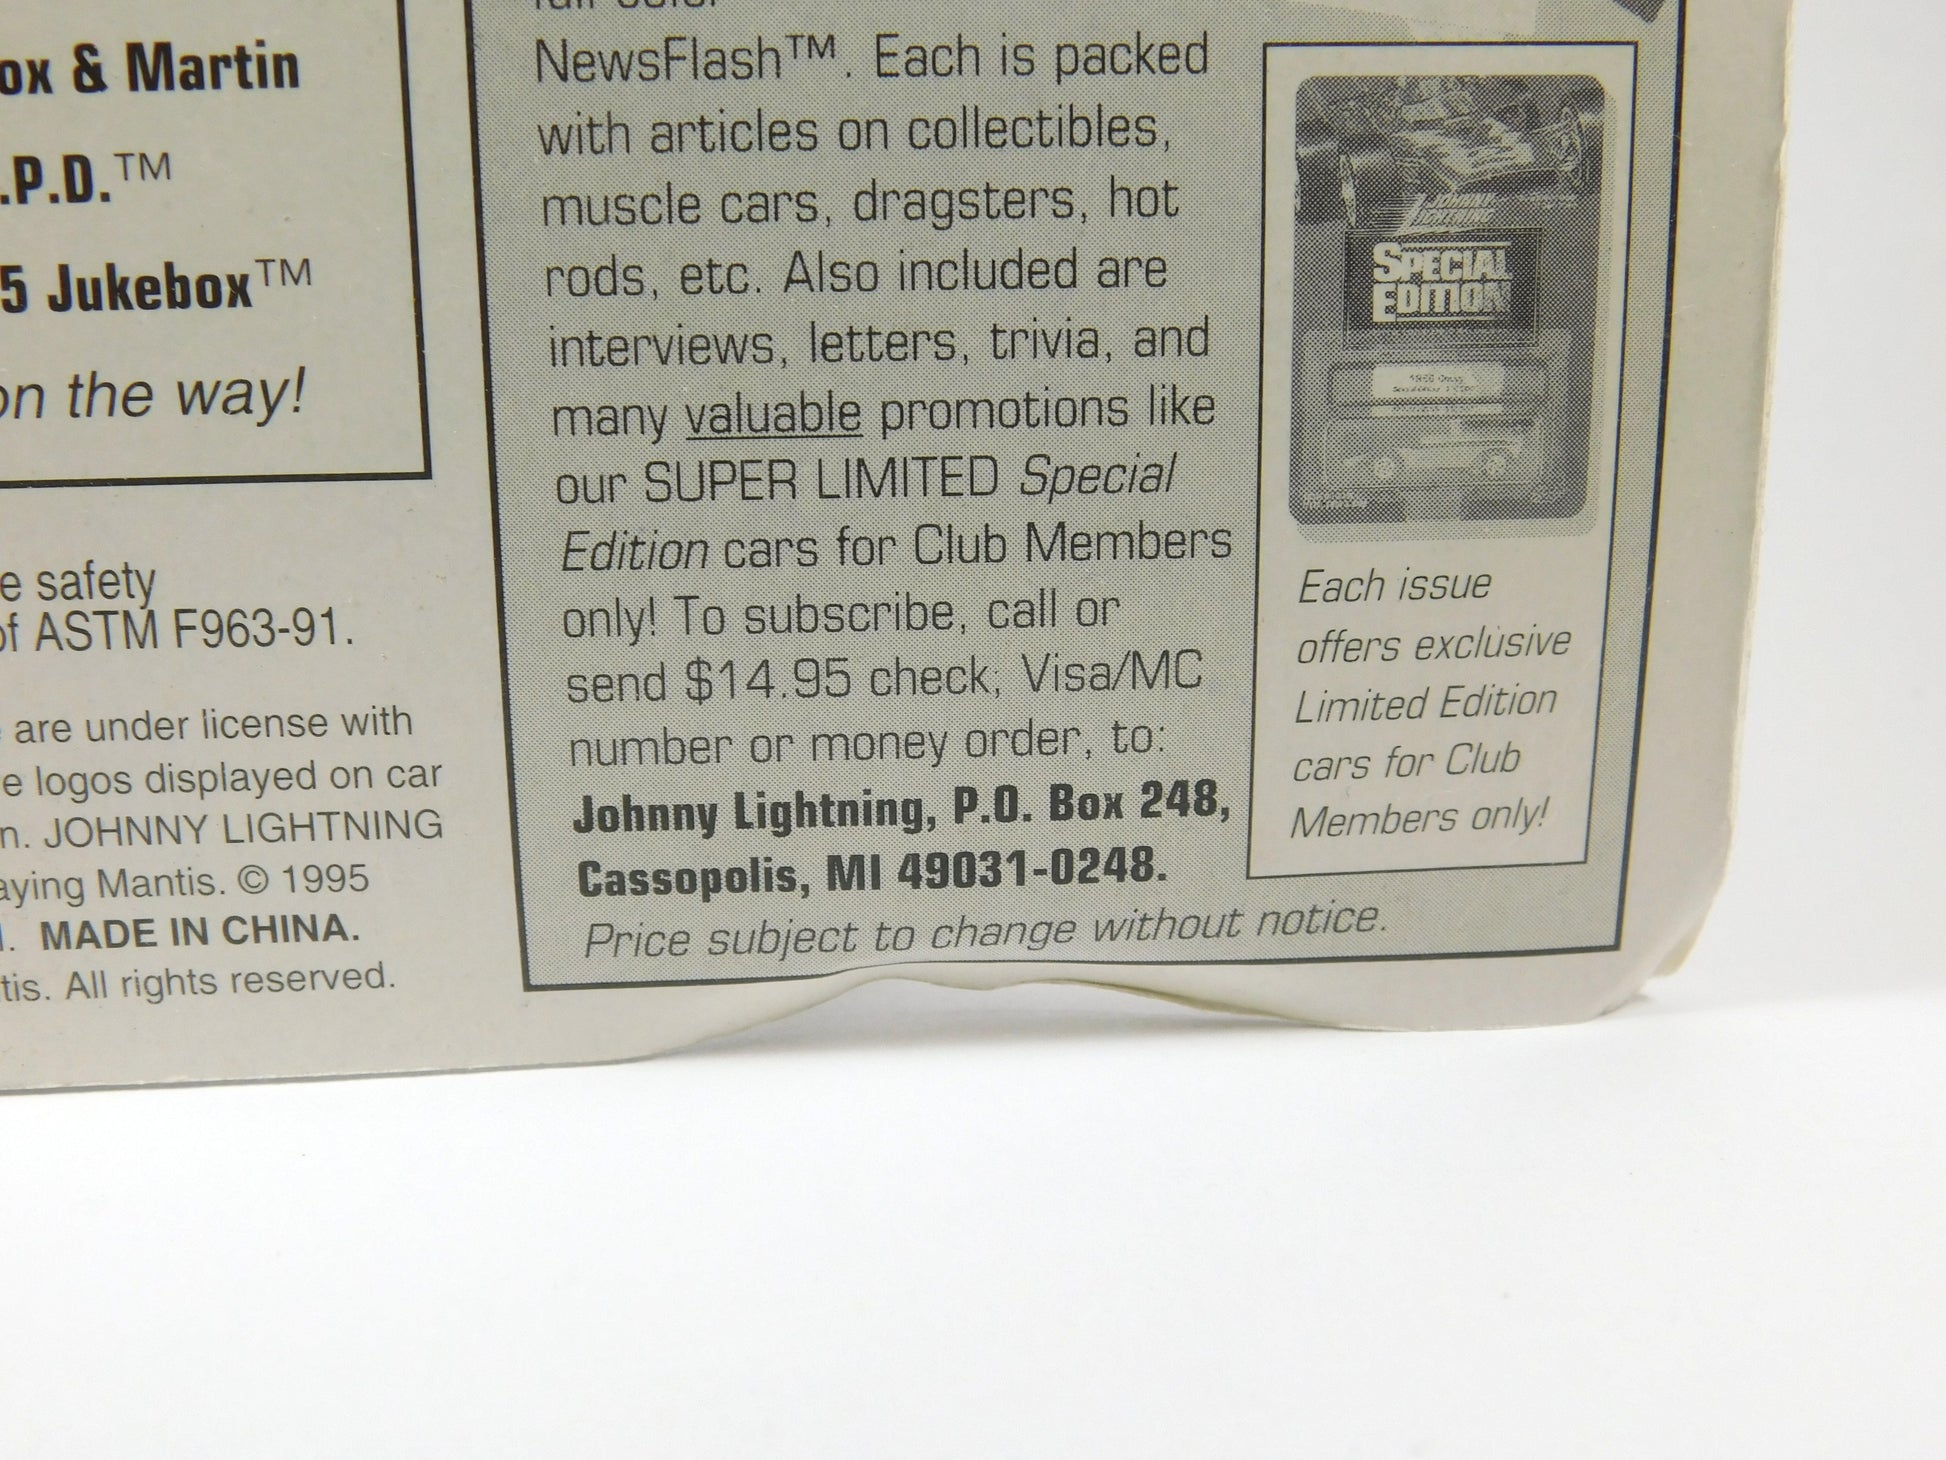 & Martin
.P.D.™
5 Jukebox™
on the way!
safety
of ASTM F963-91.
are under license with
logos displayed on car
JOHNNY LIGHTNING
Mantis. © 1995
MADE IN CHINA.
All rights reserved.
NewsFlash™. Each is packed
with articles on collectibles,
muscle cars, dragsters, hot
rods, etc. Also included are
interviews, letters, trivia, and
many valuable promotions like
our SUPER LIMITED Special
Edition cars for Club Members
only! To subscribe, call or
send $14.95 check, Visa/MC
number or money order, to:
Johnny Lightning, P.O. Box 248,
Cassopolis, MI 49031-0248.
Price subject to change without notice.
JOHNNY
LIGHTNING
SPECIAL
EDITION
Each issue
offers exclusive
Limited Edition
cars for Club
Members only!